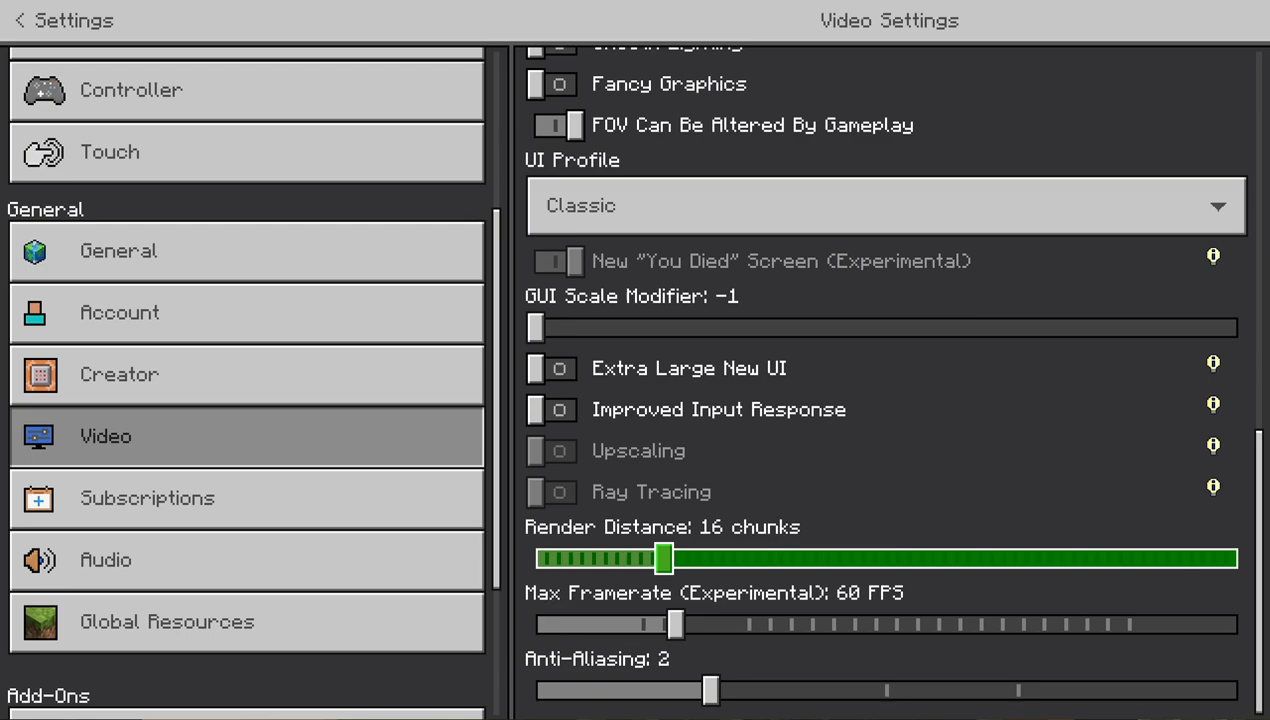 Settings
Video Settings
Controller
Touch
General
General
Account
Creator
Video
Subscriptions
Audio
Global Resources
Add-Ons
Fancy Graphics
FOV Can Be Altered By Gameplay
UI Profile
Classic
New "You Died" Screen (Experimental)
GUI Scale Modifier: -1
Extra Large New UI
Improved Input Response
Upscaling
Ray Tracing
Render Distance: 16 chunks
Max Framerate (Experimental): 60 FPS
Anti-Aliasing: 2